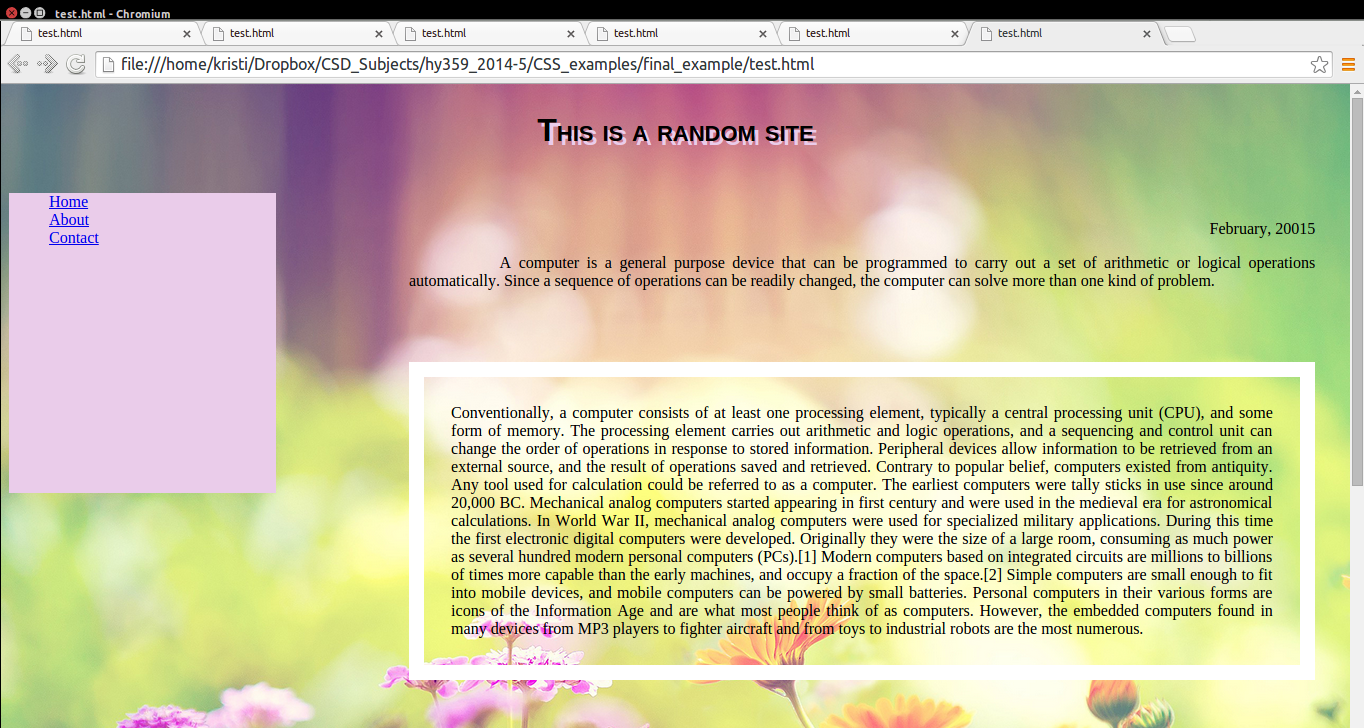 test.html - Chromium
test.html test.html test.html test.html test.html test.html
file:///home/kristi/Dropbox/CSD_Subjects/hy359_2014-5/CSS_examples/final_example/test.html
This is a random site
Home
About
Contact
February, 20015
A computer is a general purpose device that can be programmed to carry out a set of arithmetic or logical operations
automatically. Since a sequence of operations can be readily changed, the computer can solve more than one kind of problem.
Conventionally, a computer consists of at least one processing element, typically a central processing unit (CPU), and some
form of memory. The processing element carries out arithmetic and logic operations, and a sequencing and control unit can
change the order of operations in response to stored information. Peripheral devices allow information to be retrieved from an
external source, and the result of operations saved and retrieved. Contrary to popular belief, computers existed from antiquity.
Any tool used for calculation could be referred to as a computer. The earliest computers were tally sticks in use since around
20,000 BC. Mechanical analog computers started appearing in first century and were used in the medieval era for astronomical
calculations. In World War II, mechanical analog computers were used for specialized military applications. During this time
the first electronic digital computers were developed. Originally they were the size of a large room, consuming as much power
as several hundred modern personal computers (PCs).[1] Modern computers based on integrated circuits are millions to billions
of times more capable than the early machines, and occupy a fraction of the space.[2] Simple computers are small enough to fit
into mobile devices, and mobile computers can be powered by small batteries. Personal computers in their various forms are
icons of the Information Age and are what most people think of as computers. However, the embedded computers found in
many devices from MP3 players to fighter aircraft and from toys to industrial robots are the most numerous.